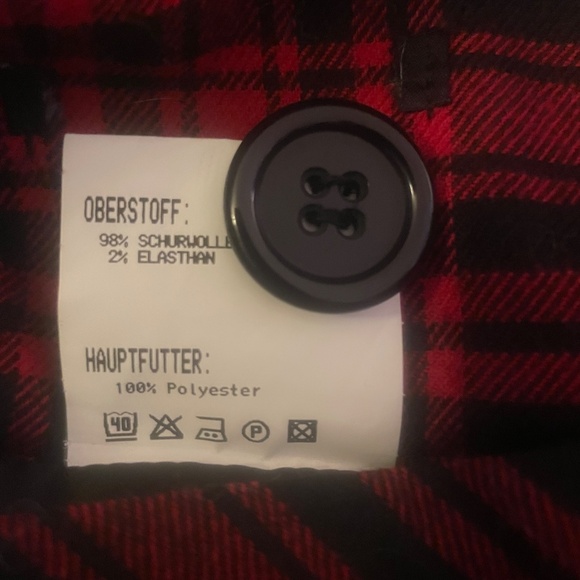 OBERSTOFF:
98% SCHURWOLLE
2% ELASTHAN
HAUPTFUTTER:
100% Polyester
40
P